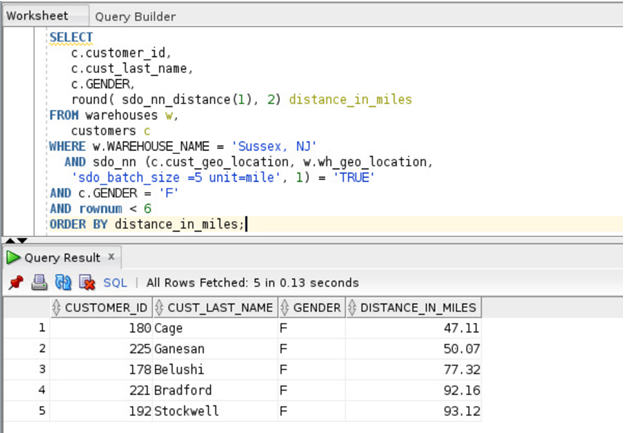 Worksheet Query Builder
SELECT
c.customer_id,
c.cust_last_name,
c.GENDER,
round( sdo_nn_distance(1), 2) distance_in_miles
FROM warehouses w,
customers c
WHERE w.WAREHOUSE_NAME = 'Sussex, NJ'
AND sdo_nn (c.cust_geo_location, w.wh_geo_location,
'sdo_batch_size =5 unit=mile', 1) = 'TRUE'
AND c.GENDER = 'F'
AND rownum < 6
ORDER BY distance_in_miles;
Query Result x
SQL | All Rows Fetched: 5 in 0.13 seconds
CUSTOMER_ID CUST_LAST_NAME GENDER DISTANCE_IN_MILES
1 180 Cage F 47.11
2 225 Ganesan F 50.07
3 178 Belushi F 77.32
4 221 Bradford F 92.16
5 192 Stockwell F 93.12